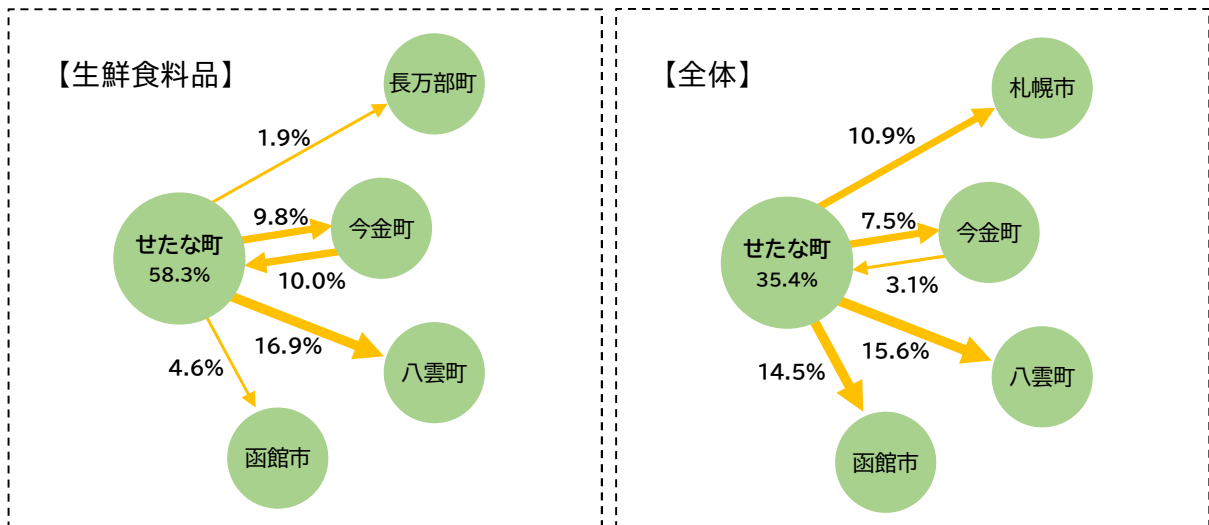 【生鮮食料品】
長万部町
1.9%
せたな町
58.3%
9.8%
今金町
10.0%
16.9%
八雲町
4.6%
函館市
【全体】
札幌市
10.9%
せたな町
35.4%
7.5%
今金町
3.1%
15.6%
八雲町
14.5%
函館市